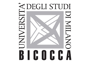 UNIVERSITÀ
DEGLI STUDI
DI MILANO
BICOCCA